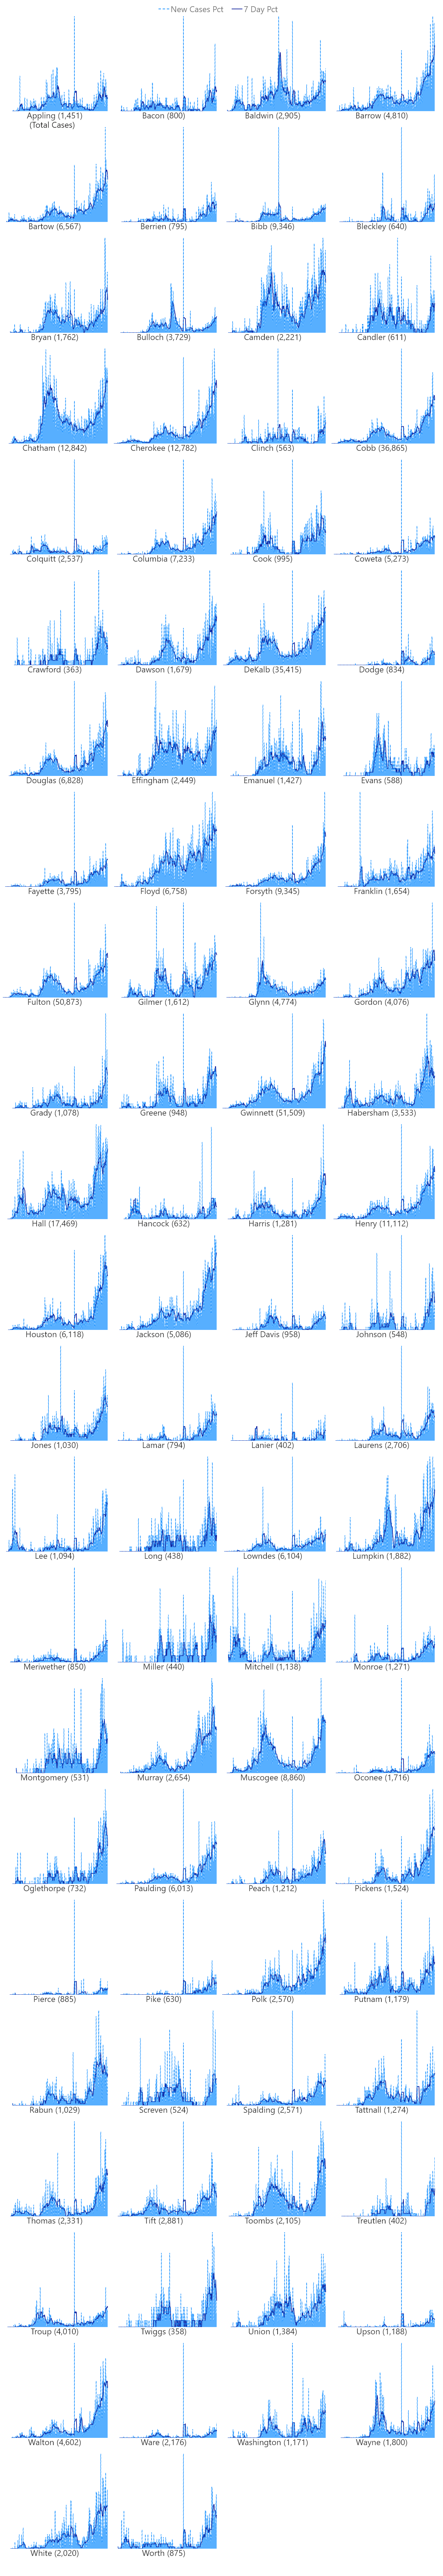 New Cases Pct 7 Day Pct
Appling (1,451) Bacon (800) Baldwin (2,905) Barrow (4,810)
(Total Cases)
Bartow (6,567) Berrien (795) Bibb (9,346) Bleckley (640)
Bryan (1,762) Bulloch (3,729) Camden (2,221) Candler (611)
Chatham (12,842) Cherokee (12,782) Clinch (563) Cobb (36,865)
Colquitt (2,537) Columbia (7,233) Cook (995) Coweta (5,273)
Crawford (363) Dawson (1,679) DeKalb (35,415) Dodge (834)
Douglas (6,828) Effingham (2,449) Emanuel (1,427) Evans (588)
Fayette (3,795) Floyd (6,758) Forsyth (9,345) Franklin (1,654)
Fulton (50,873) Gilmer (1,612) Glynn (4,774) Gordon (4,076)
Grady (1,078) Greene (948) Gwinnett (51,509) Habersham (3,533)
Hall (17,469) Hancock (632) Harris (1,281) Henry (11,112)
Houston (6,118) Jackson (5,086) Jeff Davis (958) Johnson (548)
Jones (1,030) Lamar (794) Lanier (402) Laurens (2,706)
Lee (1,094) Long (438) Lowndes (6,104) Lumpkin (1,882)
Meriwether (850) Miller (440) Mitchell (1,138) Monroe (1,271)
Montgomery (531) Murray (2,654) Muscogee (8,860) Oconee (1,716)
Oglethorpe (732) Paulding (6,013) Peach (1,212) Pickens (1,524)
Pierce (885) Pike (630) Polk (2,570) Putnam (1,179)
Rabun (1,029) Screven (524) Spalding (2,571) Tattnall (1,274)
Thomas (2,331) Tift (2,881) Toombs (2,105) Treutlen (402)
Troup (4,010) Twiggs (358) Union (1,384) Upson (1,188)
Walton (4,602) Ware (2,176) Washington (1,171) Wayne (1,800)
White (2,020) Worth (875)